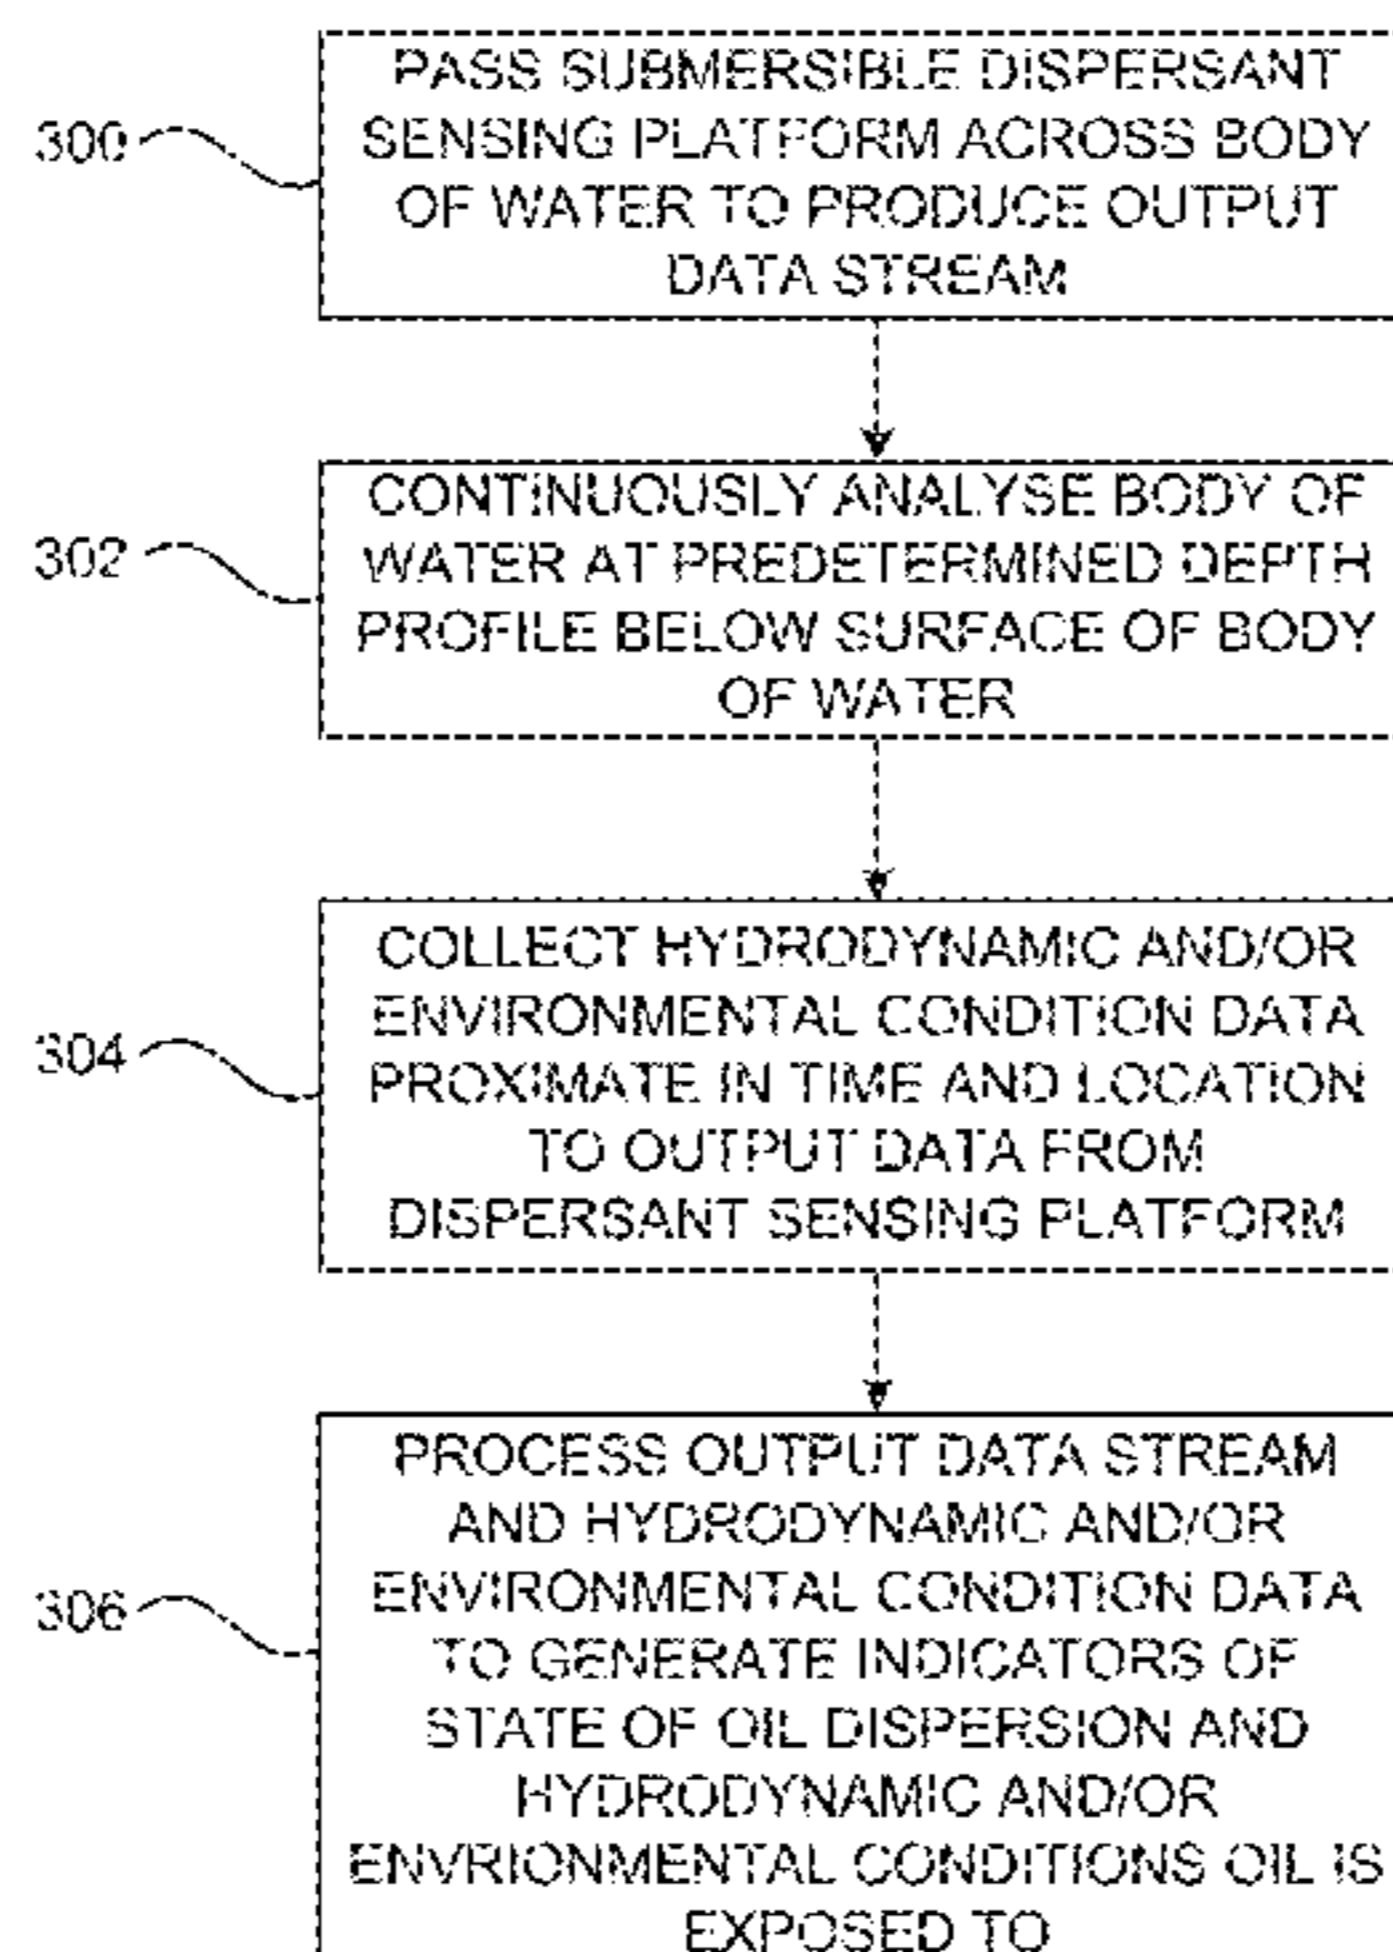 300
PASS SUBMERSIBLE DISPERSANT
SENSING PLATFORM ACROSS BODY
OF WATER TO PRODUCE OUTPUT
DATA STREAM
302
CONTINUOUSLY ANALYSE BODY OF
WATER AT PREDETERMINED DEPTH
PROFILE BELOW SURFACE OF BODY
OF WATER
304
COLLECT HYDRODYNAMIC AND/OR
ENVIRONMENTAL CONDITION DATA
PROXIMATE IN TIME AND LOCATION
TO OUTPUT DATA FROM
DISPERSANT SENSING PLATFORM
306
PROCESS OUTPUT DATA STREAM
AND HYDRODYNAMIC AND/OR
ENVIRONMENTAL CONDITION DATA
TO GENERATE INDICATORS OF
STATE OF OIL DISPERSION AND
HYDRODYNAMIC AND/OR
ENVRIONMENTAL CONDITIONS OIL IS
EXPOSED TO